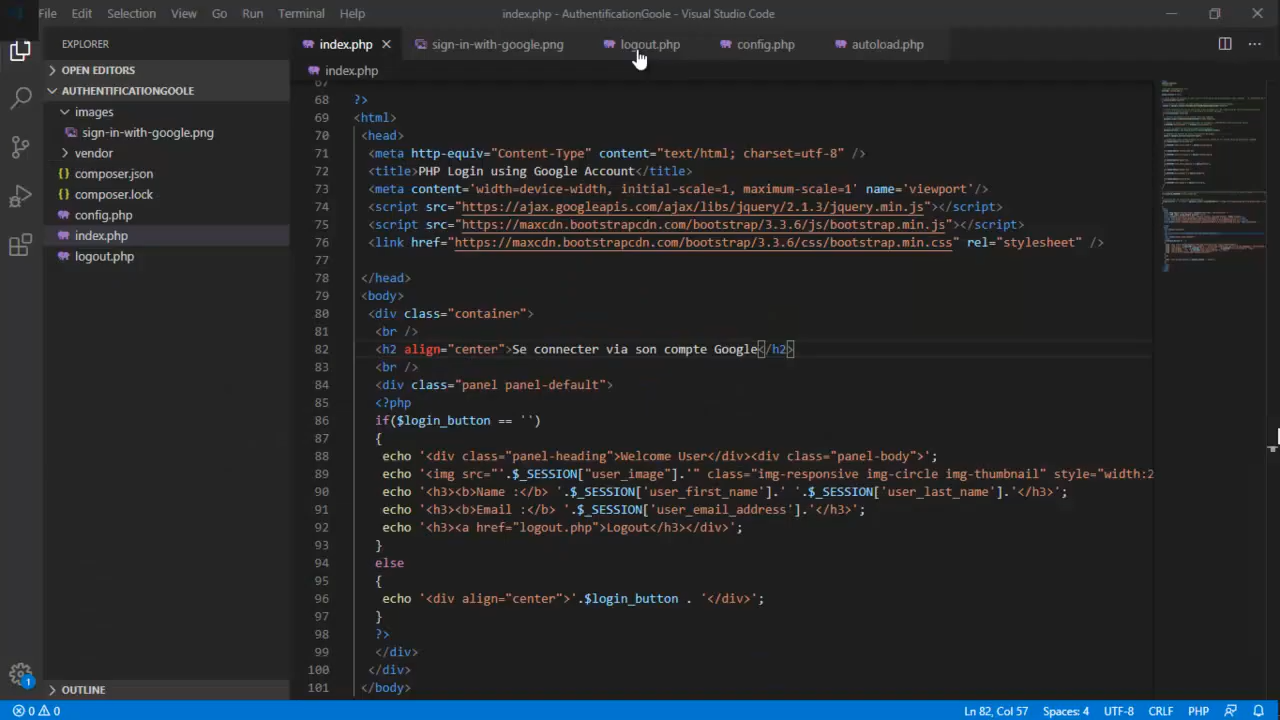 File Edit Selection View Go Run Terminal Help index.php - AuthentificationGoole - Visual Studio Code
EXPLORER
OPEN EDITORS
AUTHENTIFICATIONGOOLE
images
sign-in-with-google.png
vendor
composer.json
composer.lock
config.php
index.php
logout.php
OUTLINE
index.php sign-in-with-google.png logout.php config.php autoload.php
index.php
67
68 ?>
69 <html>
70 <head>
71 <meta http-equiv="Content-Type" content="text/html; charset=utf-8" />
72 <title>PHP Login using Google Account</title>
73 <meta content='width=device-width, initial-scale=1, maximum-scale=1' name='viewport'/>
74 <script src="https://ajax.googleapis.com/ajax/libs/jquery/2.1.3/jquery.min.js"></script>
75 <script src="https://maxcdn.bootstrapcdn.com/bootstrap/3.3.6/js/bootstrap.min.js"></script>
76 <link href="https://maxcdn.bootstrapcdn.com/bootstrap/3.3.6/css/bootstrap.min.css" rel="stylesheet" />
77
78 </head>
79 <body>
80 <div class="container">
81 <br />
82 <h2 align="center">Se connecter via son compte Google</h2>
83 <br />
84 <div class="panel panel-default">
85 <?php
86 if($login_button == '')
87 {
88 echo '<div class="panel-heading">Welcome User</div><div class="panel-body">';
89 echo '<img src="'.$_SESSION["user_image"].'" class="img-responsive img-circle img-thumbnail" style="width:2
90 echo '<h3><b>Name :</b> '.$_SESSION['user_first_name'].' '.$_SESSION['user_last_name'].'</h3>';
91 echo '<h3><b>Email :</b> '.$_SESSION['user_email_address'].'</h3>';
92 echo '<h3><a href="logout.php">Logout</h3></div>';
93 }
94 else
95 {
96 echo '<div align="center">'.$login_button . '</div>';
97 }
98 ?>
99 </div>
100 </div>
101 </body>
0 0 Ln 82, Col 57 Spaces: 4 UTF-8 CRLF PHP
1